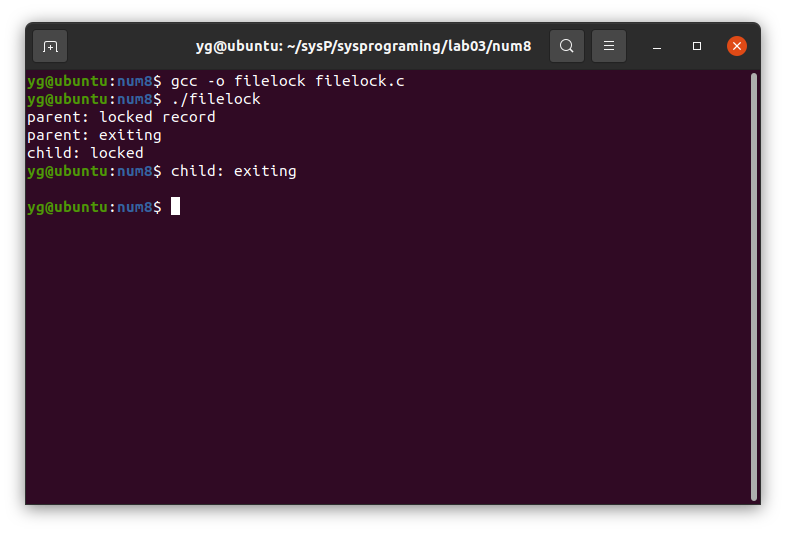 yg@ubuntu: ~/sysP/sysprograming/lab03/num8
yg@ubuntu:num8$ gcc -o filelock filelock.c
yg@ubuntu:num8$ ./filelock
parent: locked record
parent: exiting
child: locked
yg@ubuntu:num8$ child: exiting
yg@ubuntu:num8$